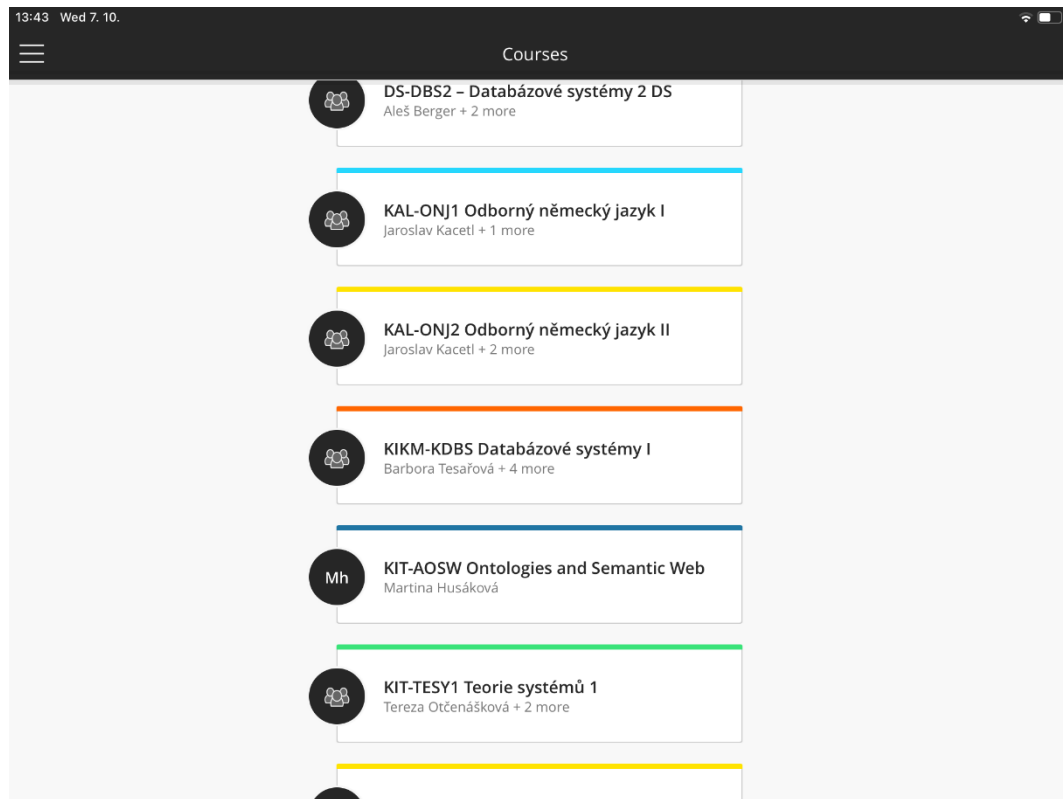 13:43 Wed 7. 10.
Courses
DS-DBS2 – Databázové systémy 2 DS
Aleš Berger + 2 more
KAL-ONJ1 Odborný německý jazyk I
Jaroslav Kacetl + 1 more
KAL-ONJ2 Odborný německý jazyk II
Jaroslav Kacetl + 2 more
KIKM-KDBS Databázové systémy I
Barbora Tesařová + 4 more
Mh
KIT-AOSW Ontologies and Semantic Web
Martina Husáková
KIT-TESY1 Teorie systémů 1
Tereza Otčenášková + 2 more